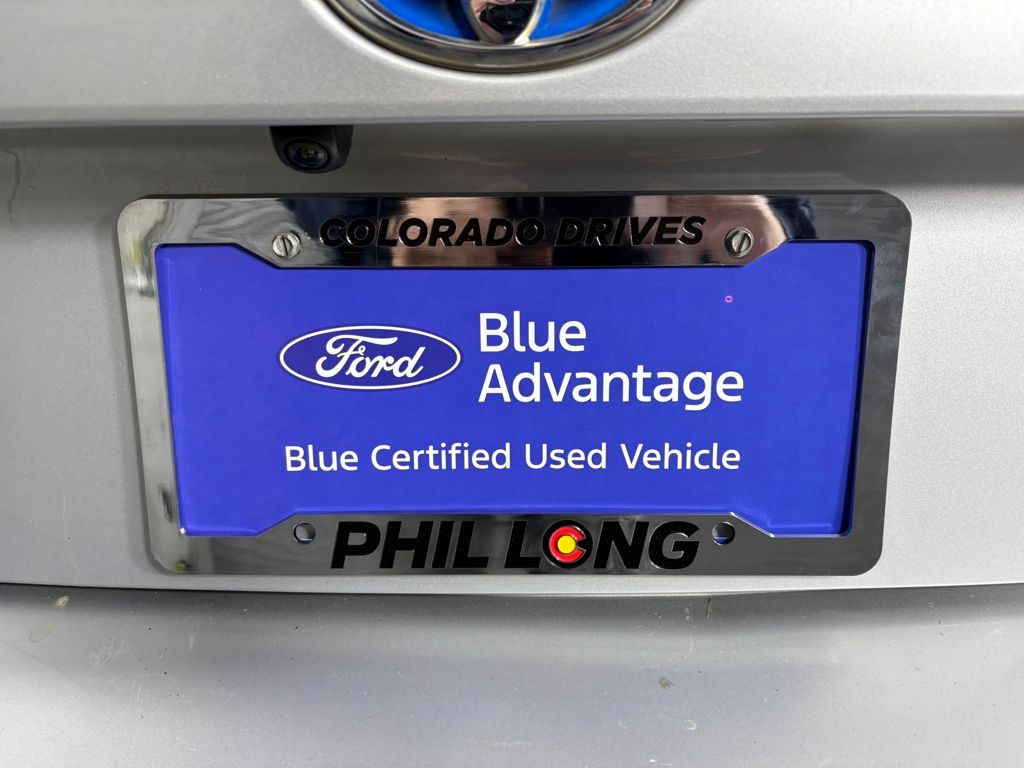 COLORADO DRIVES
Ford
Blue
Advantage
Blue Certified Used Vehicle
PHIL LONG